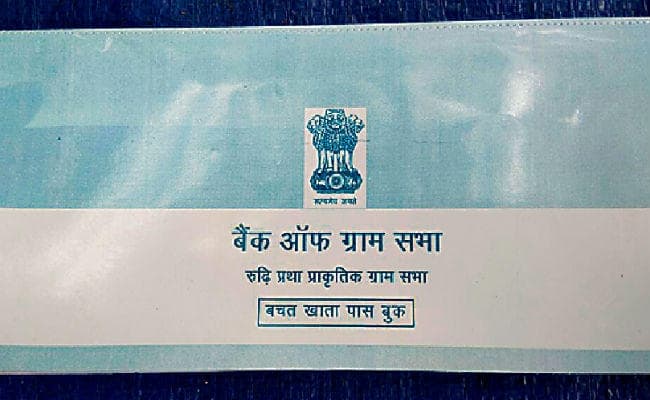 सत्यमेव जयते
बैंक ऑफ ग्राम सभा
रुढ़ि प्रथा प्राकृतिक ग्राम सभा
बचत खाता पास बुक